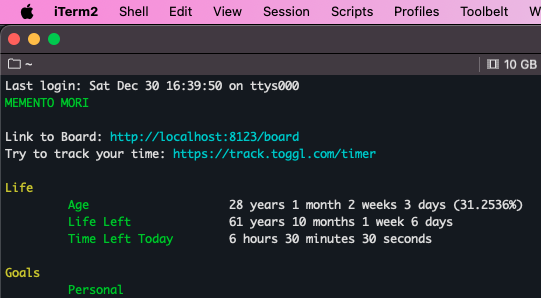 iTerm2 Shell Edit View Session Scripts Profiles Toolbelt
~ 10 GB
Last login: Sat Dec 30 16:39:50 on ttys000
MEMENTO MORI
Link to Board: http://localhost:8123/board
Try to track your time: https://track.toggl.com/timer
Life
Age 28 years 1 month 2 weeks 3 days (31.2536%)
Life Left 61 years 10 months 1 week 6 days
Time Left Today 6 hours 30 minutes 30 seconds
Goals
Personal